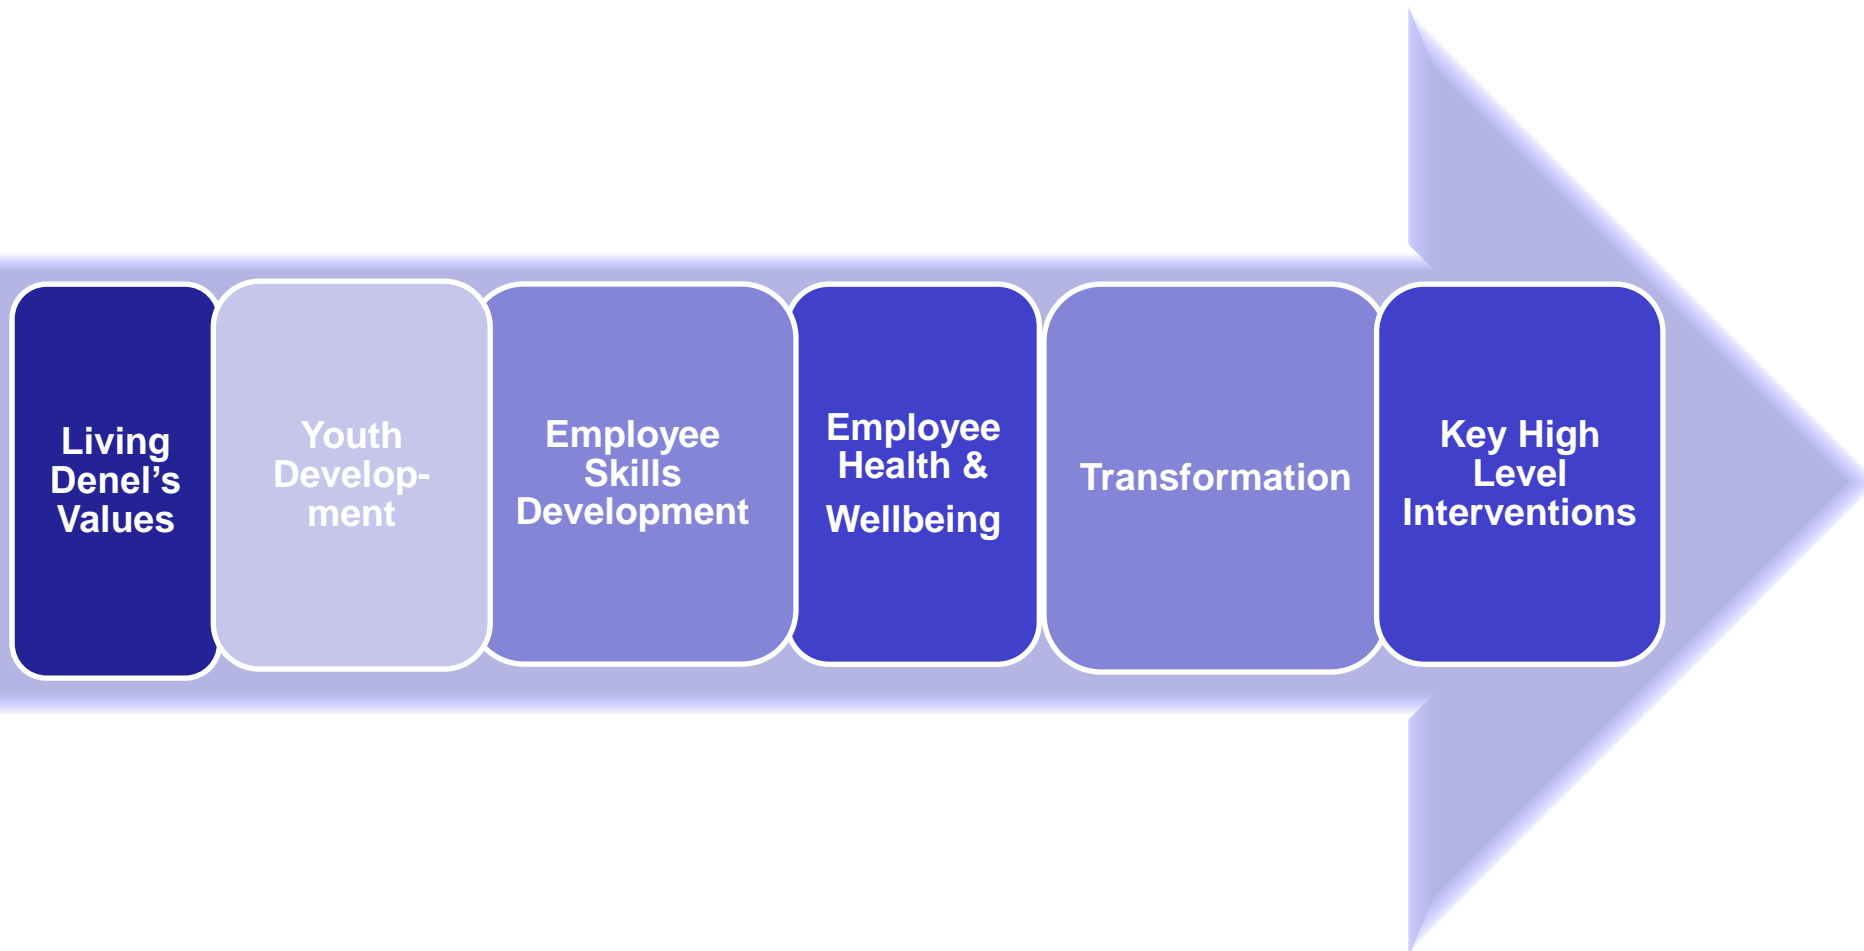 Living
Denel’s
Values
Youth
Develop-
ment
Employee
Skills
Development
Employee
Health &
Wellbeing
Transformation
Key High
Level
Interventions